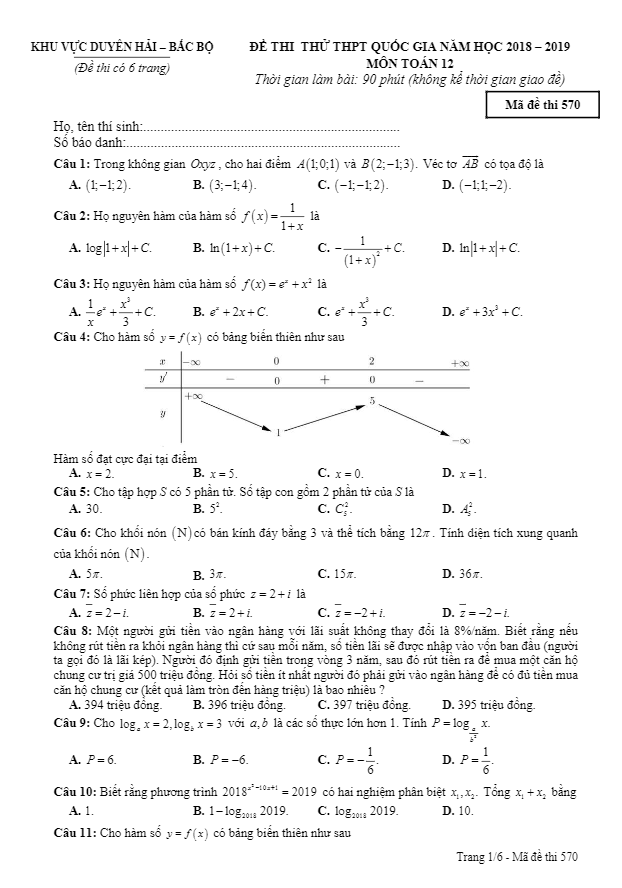 KHU VỰC DUYÊN HẢI – BẮC BỘ
(Đề thi có 6 trang)
ĐỀ THI THỬ THPT QUỐC GIA NĂM HỌC 2018 – 2019
MÔN TOÁN 12
Thời gian làm bài: 90 phút (không kể thời gian giao đề)
Mã đề thi 570
Họ, tên thí sinh:..........................................................................
Số báo danh:...............................................................................
Câu 1: Trong không gian Oxyz, cho hai điểm A(1;0;1) và B(2;−1;3). Véc tơ \overline{AB} có tọa độ là
A. (1;−1;2). B. (3;−1;4). C. (−1;−1;2). D. (−1;1;−2).
Câu 2: Họ nguyên hàm của hàm số f(x) = \frac{1}{1+x} là
A. log|1+x|+C. B. ln(1+x)+C. C. −\frac{1}{(1+x)^2}+C. D. ln|1+x|+C.
Câu 3: Họ nguyên hàm của hàm số f(x) = e^x + x^2 là
A. \frac{1}{x}e^x + \frac{x^3}{3} + C. B. e^x + 2x + C. C. e^x + \frac{x^3}{3} + C. D. e^x + 3x^3 + C.
Câu 4: Cho hàm số y = f(x) có bảng biến thiên như sau
x −∞ 0 2 +∞
y' − 0 + 0 −
y +∞ 1 5 −∞
Hàm số đạt cực đại tại điểm
A. x = 2. B. x = 5. C. x = 0. D. x = 1.
Câu 5: Cho tập hợp S có 5 phần tử. Số tập con gồm 2 phần tử của S là
A. 30. B. 5^2. C. C_5^2. D. A_5^2.
Câu 6: Cho khối nón (N) có bán kính đáy bằng 3 và thể tích bằng 12π. Tính diện tích xung quanh
của khối nón (N).
A. 5π. B. 3π. C. 15π. D. 36π.
Câu 7: Số phức liên hợp của số phức z = 2 + i là
A. \overline{z} = 2 − i. B. \overline{z} = 2 + i. C. \overline{z} = −2 + i. D. \overline{z} = −2 − i.
Câu 8: Một người gửi tiền vào ngân hàng với lãi suất không thay đổi là 8%/năm. Biết rằng nếu
không rút tiền ra khỏi ngân hàng thì cứ sau mỗi năm, số tiền lãi sẽ được nhập vào vốn ban đầu (người
ta gọi đó là lãi kép). Người đó định gửi tiền trong vòng 3 năm, sau đó rút tiền ra để mua một căn hộ
chung cư trị giá 500 triệu đồng. Hỏi số tiền ít nhất người đó phải gửi vào ngân hàng để có đủ tiền mua
căn hộ chung cư (kết quả làm tròn đến hàng triệu) là bao nhiêu ?
A. 394 triệu đồng. B. 396 triệu đồng. C. 397 triệu đồng. D. 395 triệu đồng.
Câu 9: Cho log_a x = 2, log_b x = 3 với a, b là các số thực lớn hơn 1. Tính P = log_{\frac{a}{b^2}} x.
A. P = 6. B. P = −6. C. P = −\frac{1}{6}. D. P = \frac{1}{6}.
Câu 10: Biết rằng phương trình 2018^{x^2−10x+1} = 2019 có hai nghiệm phân biệt x_1, x_2. Tổng x_1 + x_2 bằng
A. 1. B. 1 − log_{2018} 2019. C. log_{2018} 2019. D. 10.
Câu 11: Cho hàm số y = f(x) có bảng biến thiên như sau
Trang 1/6 - Mã đề thi 570